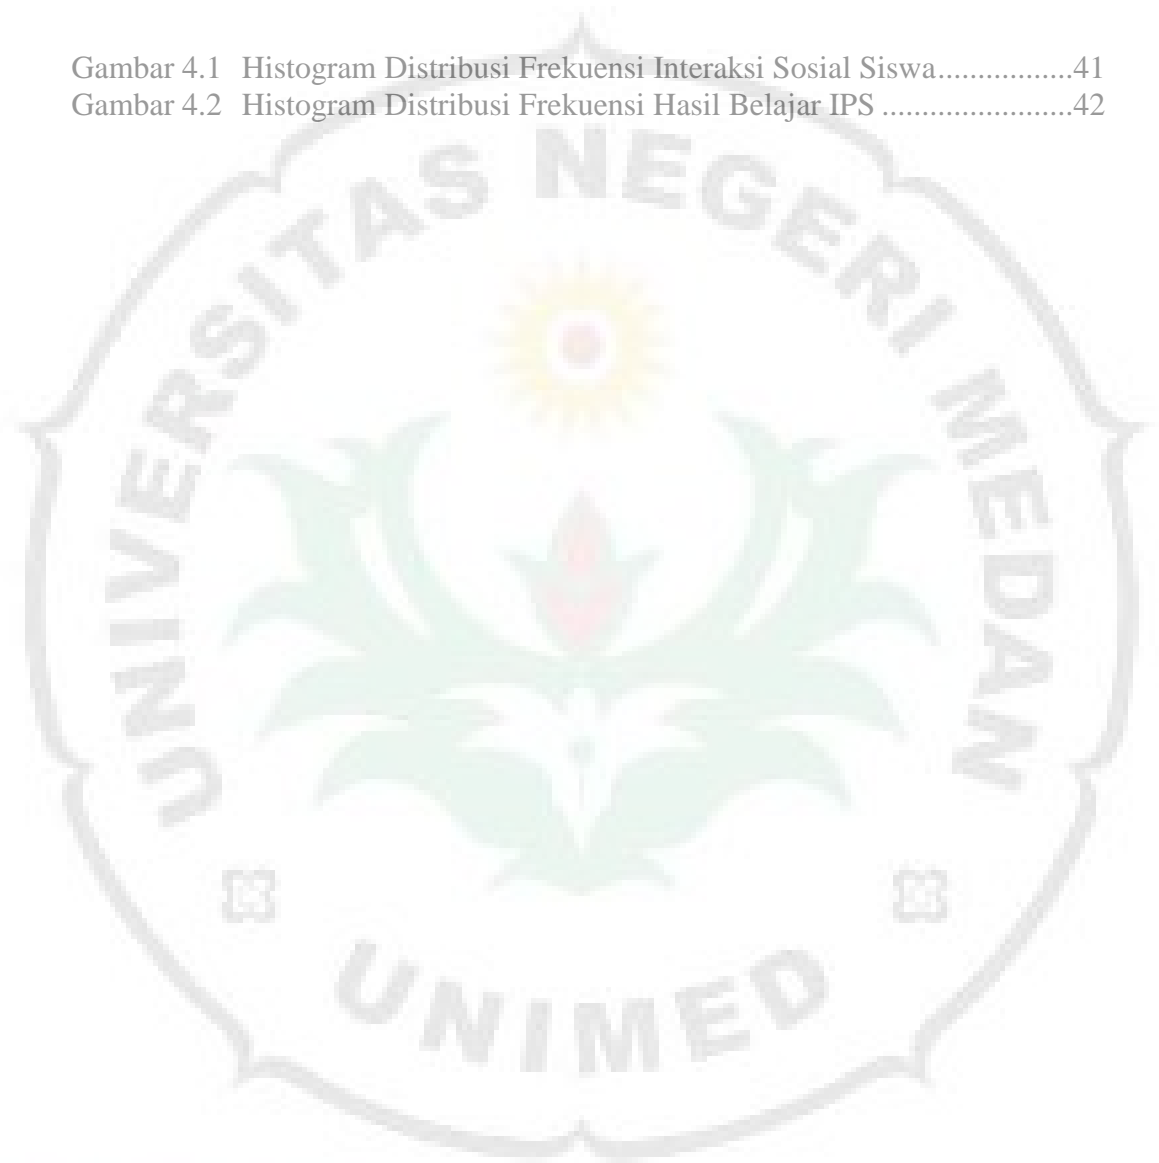 Gambar 4.1 Histogram Distribusi Frekuensi Interaksi Sosial Siswa.................41
Gambar 4.2 Histogram Distribusi Frekuensi Hasil Belajar IPS ........................42
UNIVERSITAS NEGERI MEDAN
UNIMED